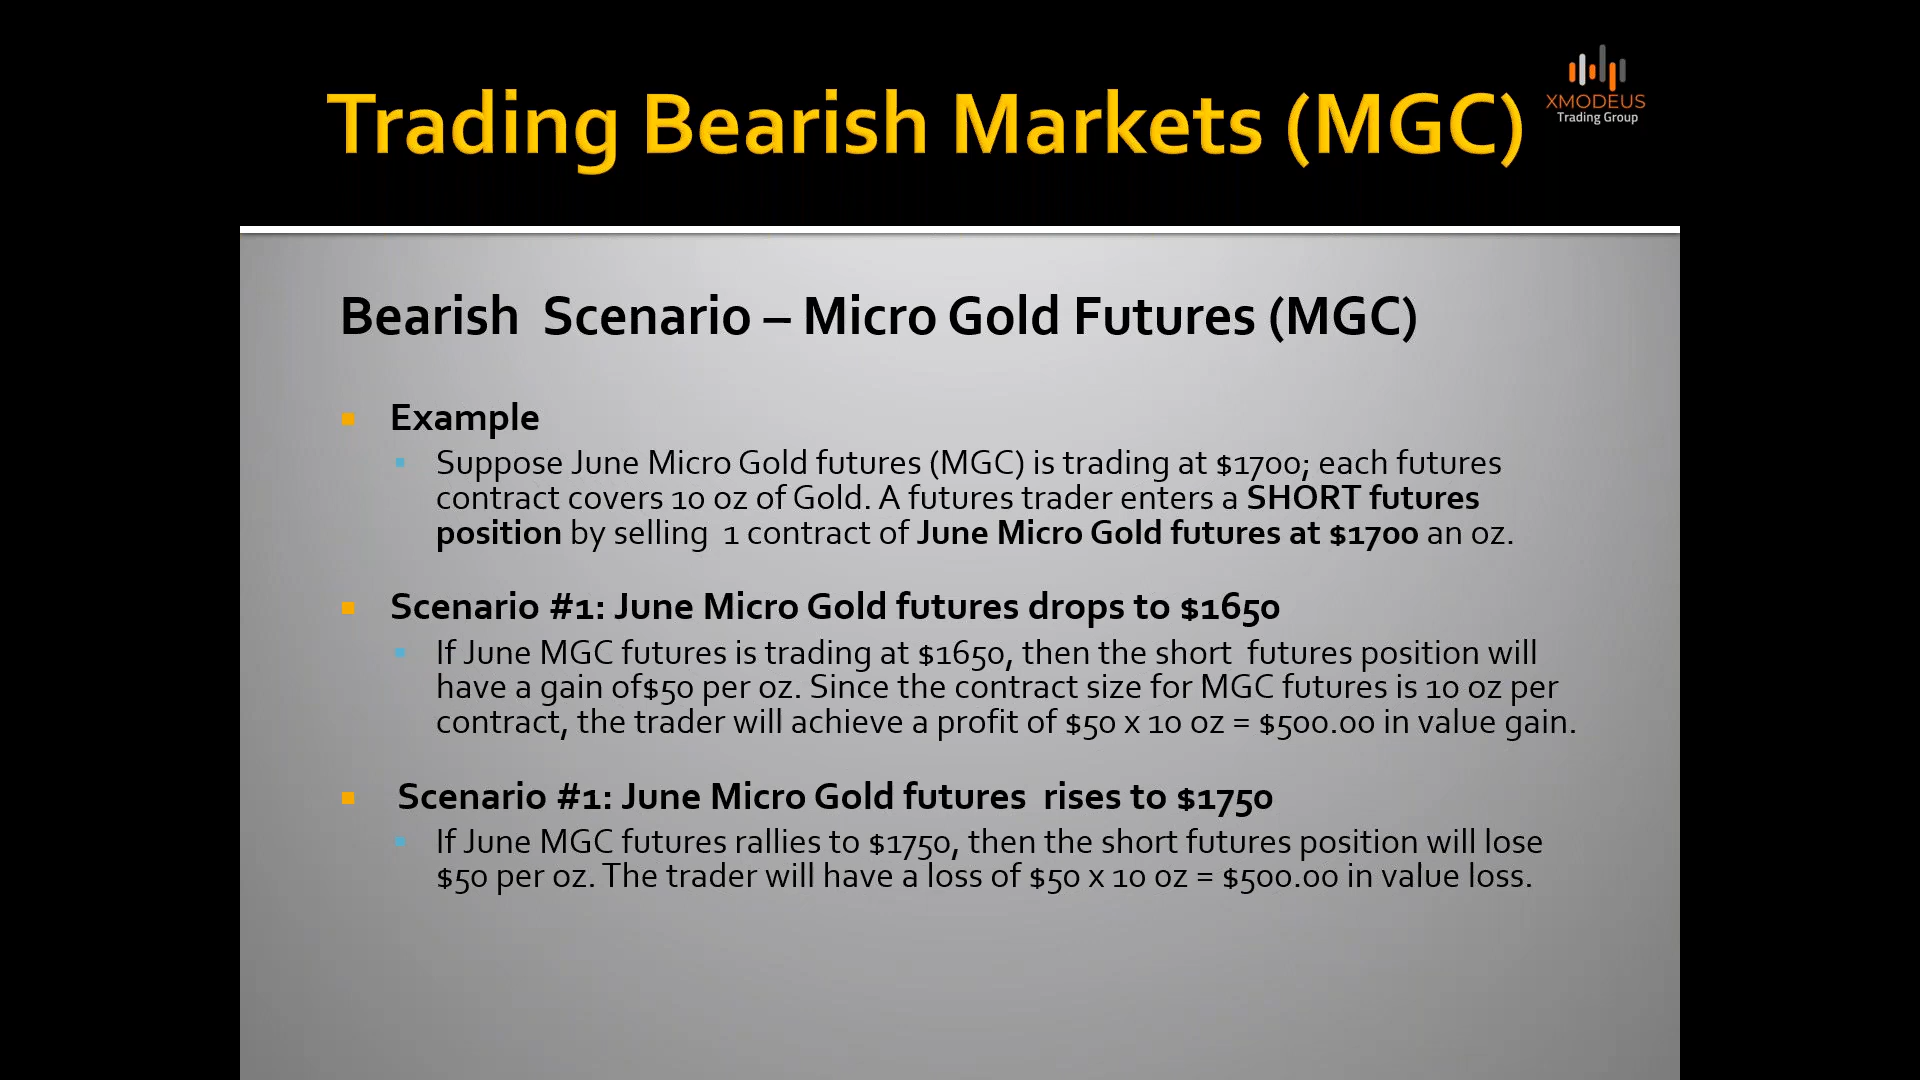 Trading Bearish Markets (MGC)
XMODEUS
Trading Group
Bearish  Scenario – Micro Gold Futures (MGC)
Example
Suppose June Micro Gold futures (MGC) is trading at $1700; each futures
contract covers 10 oz of Gold. A futures trader enters a SHORT futures
position by selling  1 contract of June Micro Gold futures at $1700 an oz.
Scenario #1: June Micro Gold futures drops to $1650
If June MGC futures is trading at $1650, then the short  futures position will
have a gain of$50 per oz. Since the contract size for MGC futures is 10 oz per
contract, the trader will achieve a profit of $50 x 10 oz = $500.00 in value gain.
Scenario #1: June Micro Gold futures  rises to $1750
If June MGC futures rallies to $1750, then the short futures position will lose
$50 per oz. The trader will have a loss of $50 x 10 oz = $500.00 in value loss.